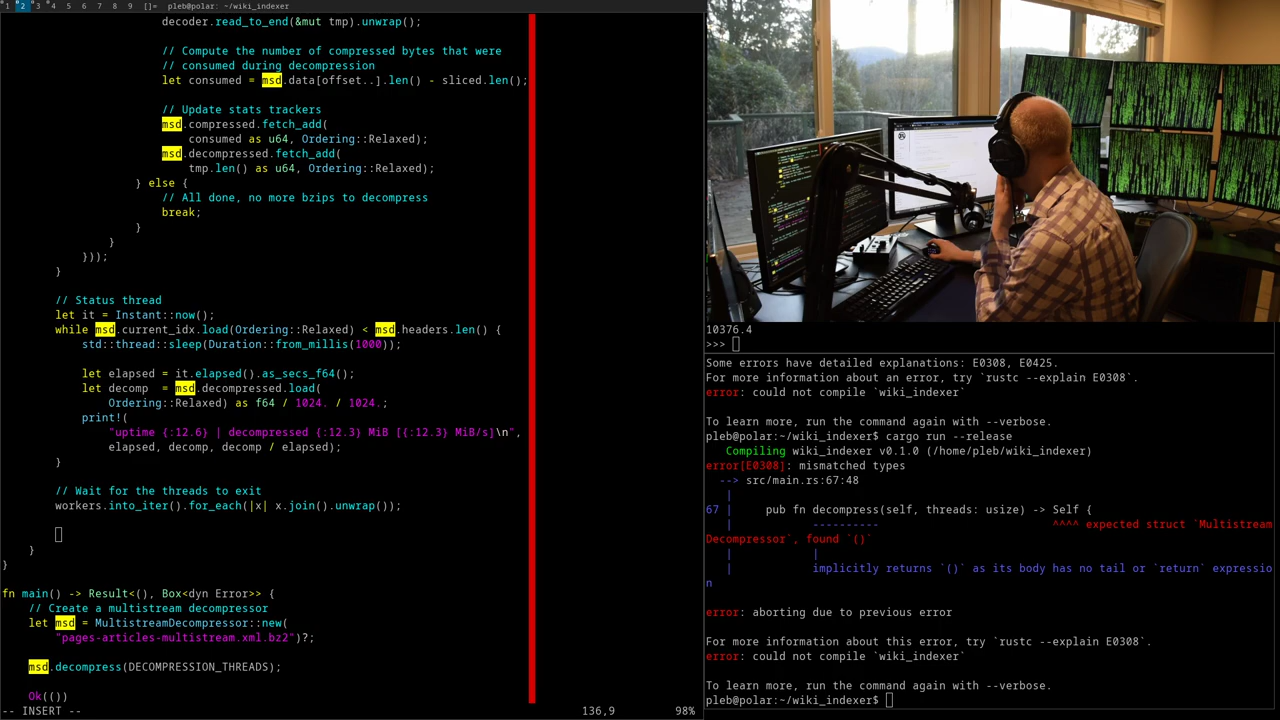 1 2 3 4 5 6 7 8 9 []= pleb@polar: ~/wiki_indexer
decoder.read_to_end(&mut tmp).unwrap();
// Compute the number of compressed bytes that were
// consumed during decompression
let consumed = msd.data[offset..].len() - sliced.len();
// Update stats trackers
msd.compressed.fetch_add(
consumed as u64, Ordering::Relaxed);
msd.decompressed.fetch_add(
tmp.len() as u64, Ordering::Relaxed);
} else {
// All done, no more bzips to decompress
break;
}
}
}));
}
// Status thread
let it = Instant::now();
while msd.current_idx.load(Ordering::Relaxed) < msd.headers.len() {
std::thread::sleep(Duration::from_millis(1000));
let elapsed = it.elapsed().as_secs_f64();
let decomp  = msd.decompressed.load(
Ordering::Relaxed) as f64 / 1024. / 1024.;
print!(
"uptime {:12.6} | decompressed {:12.3} MiB [{:12.3} MiB/s]\n",
elapsed, decomp, decomp / elapsed);
}
// Wait for the threads to exit
workers.into_iter().for_each(|x| x.join().unwrap());
}
}
fn main() -> Result<(), Box<dyn Error>> {
// Create a multistream decompressor
let msd = MultistreamDecompressor::new(
"pages-articles-multistream.xml.bz2")?;
msd.decompress(DECOMPRESSION_THREADS);
Ok(())
-- INSERT -- 136,9 98%
10376.4
>>>
Some errors have detailed explanations: E0308, E0425.
For more information about an error, try `rustc --explain E0308`.
error: could not compile `wiki_indexer`
To learn more, run the command again with --verbose.
pleb@polar:~/wiki_indexer$ cargo run --release
Compiling wiki_indexer v0.1.0 (/home/pleb/wiki_indexer)
error[E0308]: mismatched types
--> src/main.rs:67:48
|
67 |     pub fn decompress(self, threads: usize) -> Self {
|            ----------                          ^^^^ expected struct `Multistream
Decompressor`, found `()`
|            |
|            implicitly returns `()` as its body has no tail or `return` expressio
n
error: aborting due to previous error
For more information about this error, try `rustc --explain E0308`.
error: could not compile `wiki_indexer`
To learn more, run the command again with --verbose.
pleb@polar:~/wiki_indexer$